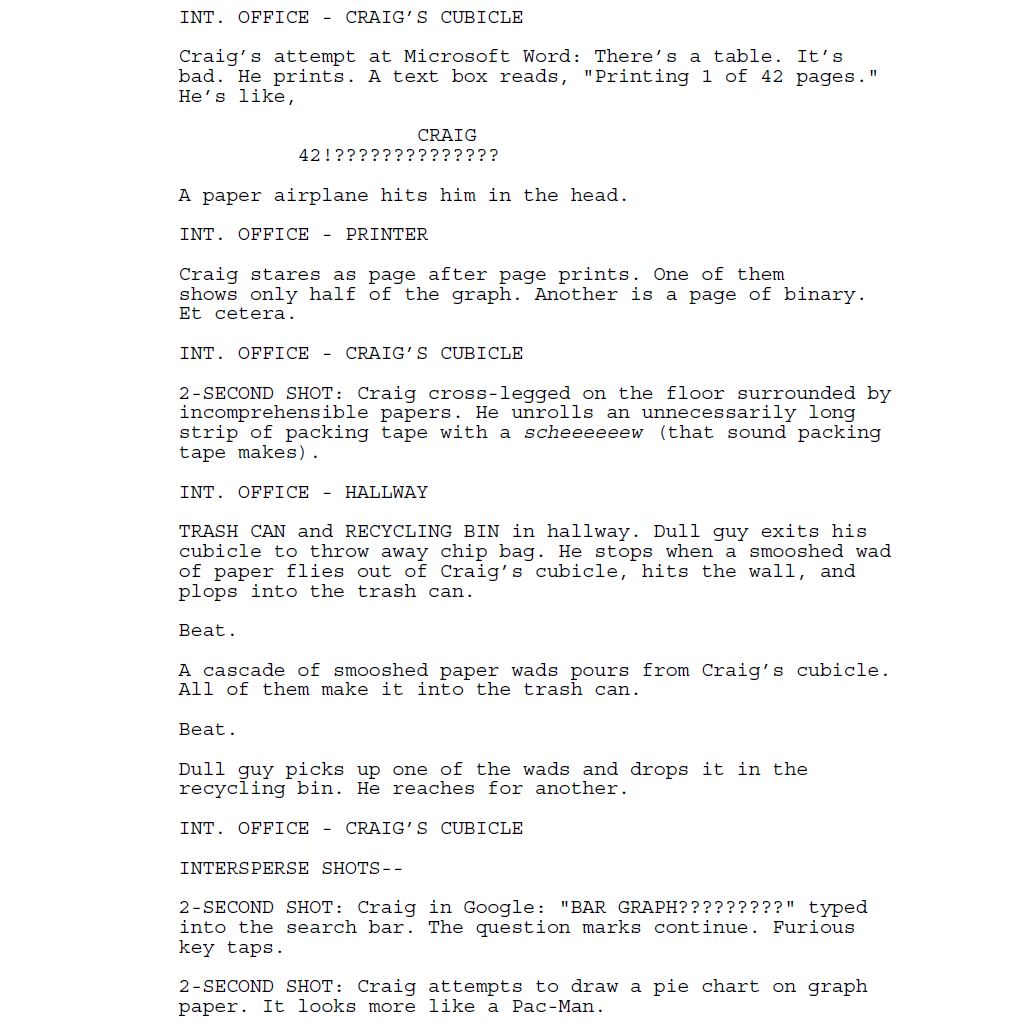 INT. OFFICE - CRAIG’S CUBICLE
Craig’s attempt at Microsoft Word: There’s a table. It’s
bad. He prints. A text box reads, "Printing 1 of 42 pages."
He’s like,
CRAIG
42!??????????????
A paper airplane hits him in the head.
INT. OFFICE - PRINTER
Craig stares as page after page prints. One of them
shows only half of the graph. Another is a page of binary.
Et cetera.
INT. OFFICE - CRAIG’S CUBICLE
2-SECOND SHOT: Craig cross-legged on the floor surrounded by
incomprehensible papers. He unrolls an unnecessarily long
strip of packing tape with a scheeeeeew (that sound packing
tape makes).
INT. OFFICE - HALLWAY
TRASH CAN and RECYCLING BIN in hallway. Dull guy exits his
cubicle to throw away chip bag. He stops when a smooshed wad
of paper flies out of Craig’s cubicle, hits the wall, and
plops into the trash can.
Beat.
A cascade of smooshed paper wads pours from Craig’s cubicle.
All of them make it into the trash can.
Beat.
Dull guy picks up one of the wads and drops it in the
recycling bin. He reaches for another.
INT. OFFICE - CRAIG’S CUBICLE
INTERSPERSE SHOTS--
2-SECOND SHOT: Craig in Google: "BAR GRAPH?????????" typed
into the search bar. The question marks continue. Furious
key taps.
2-SECOND SHOT: Craig attempts to draw a pie chart on graph
paper. It looks more like a Pac-Man.